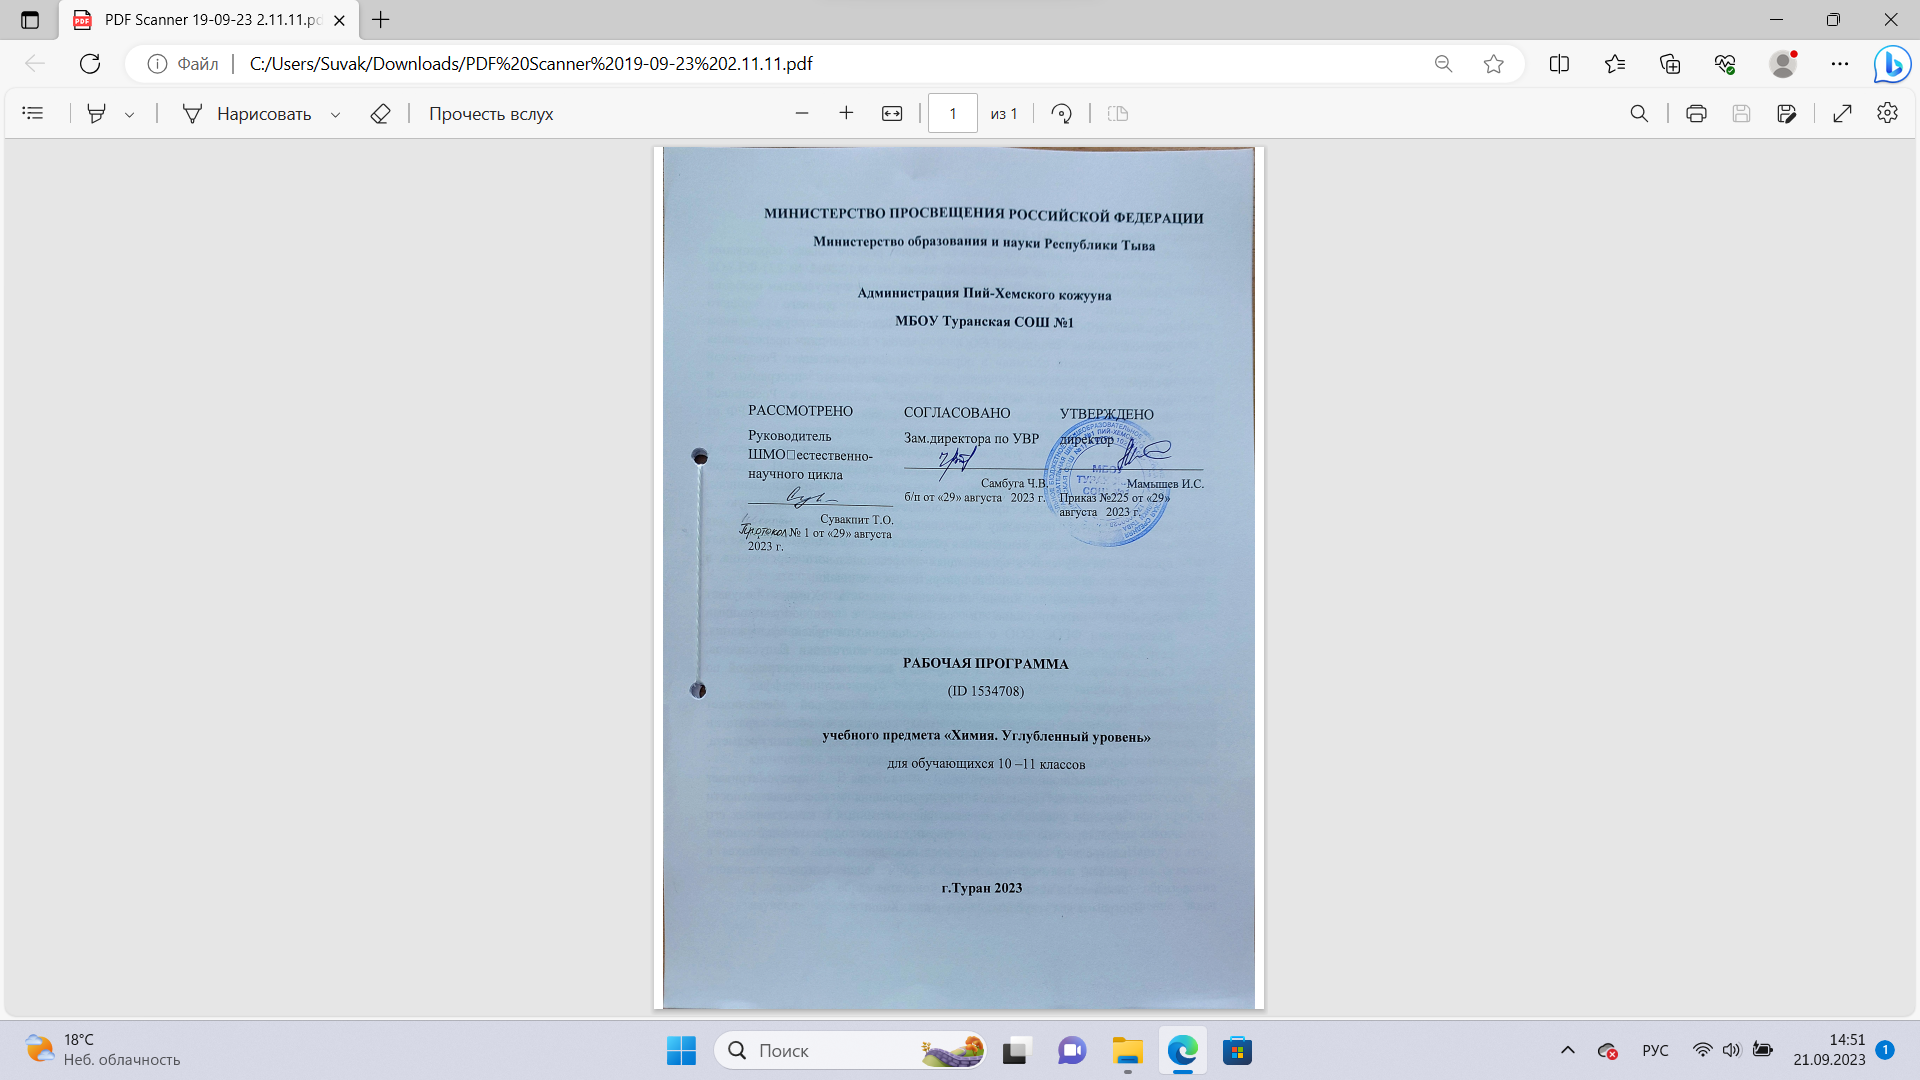 PDF Scanner 19-09-23 2.11.11.pd
Файл
C:/Users/Suvak/Downloads/PDF%20Scanner%2019-09-23%202.11.11.pdf
Нарисовать
Прочесть вслух
1
из 1
МИНИСТЕРСТВО ПРОСВЕЩЕНИЯ РОССИЙСКОЙ ФЕДЕРАЦИИ
Министерство образования и науки Республики Тыва
Администрация Пий-Хемского кожууна
МБОУ Туранская СОШ №1
РАССМОТРЕНО
Руководитель
ШМО□естественно-
научного цикла
Сувакпит Т.О.
Протокол № 1 от «29» августа
2023 г.
СОГЛАСОВАНО
Зам.директора по УВР
Самбуга Ч.В.
б/п от «29» августа 2023 г.
УТВЕРЖДЕНО
директор
Мамышев И.С.
Приказ №225 от «29»
августа 2023 г.
МБОУ
РАБОЧАЯ ПРОГРАММА
(ID 1534708)
учебного предмета «Химия. Углубленный уровень»
для обучающихся 10 –11 классов
г.Туран 2023
18°C
Неб. облачность
Поиск
РУС
14:51
21.09.2023
1